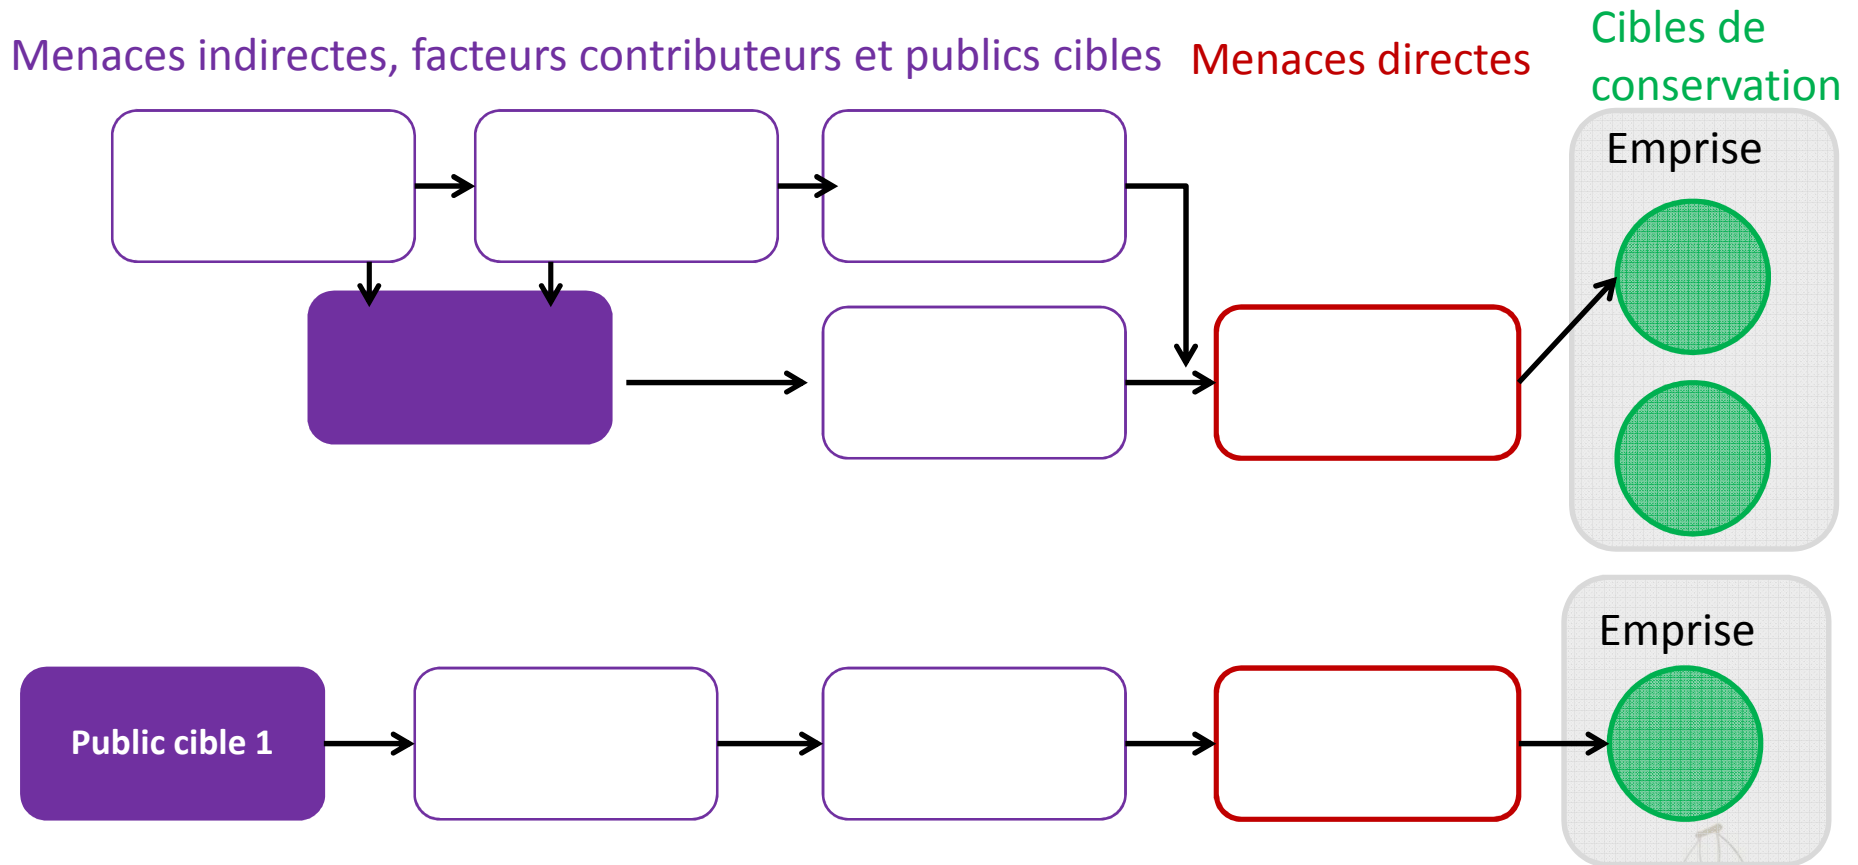 Menaces indirectes, facteurs contributeurs et publics cibles
Menaces directes
Cibles de
conservation
Emprise
Emprise
Public cible 1